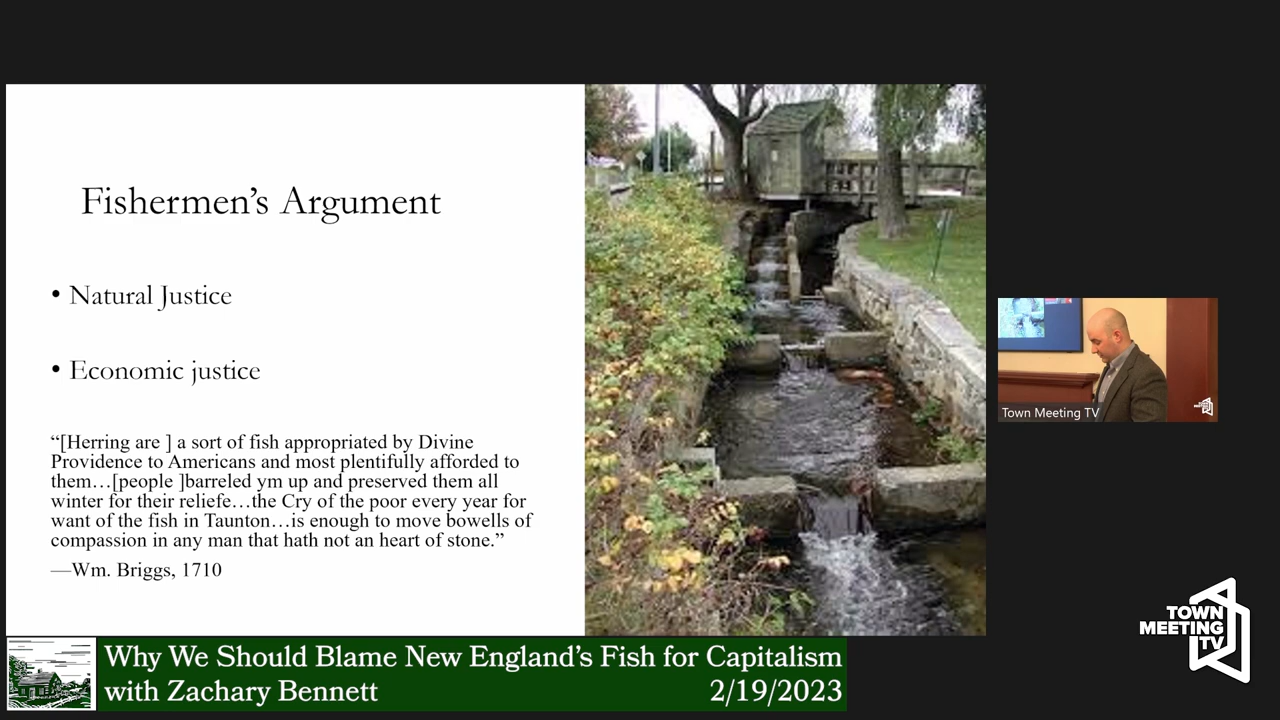 Fishermen’s Argument
• Natural Justice
• Economic justice
“[Herring are ] a sort of fish appropriated by Divine
Providence to Americans and most plentifully afforded to
them…[people ]barreled ym up and preserved them all
winter for their reliefe…the Cry of the poor every year for
want of the fish in Taunton…is enough to move bowells of
compassion in any man that hath not an heart of stone.”
—Wm. Briggs, 1710
Town Meeting TV
TOWN
MEETING
TV
Why We Should Blame New England’s Fish for Capitalism
with Zachary Bennett 2/19/2023